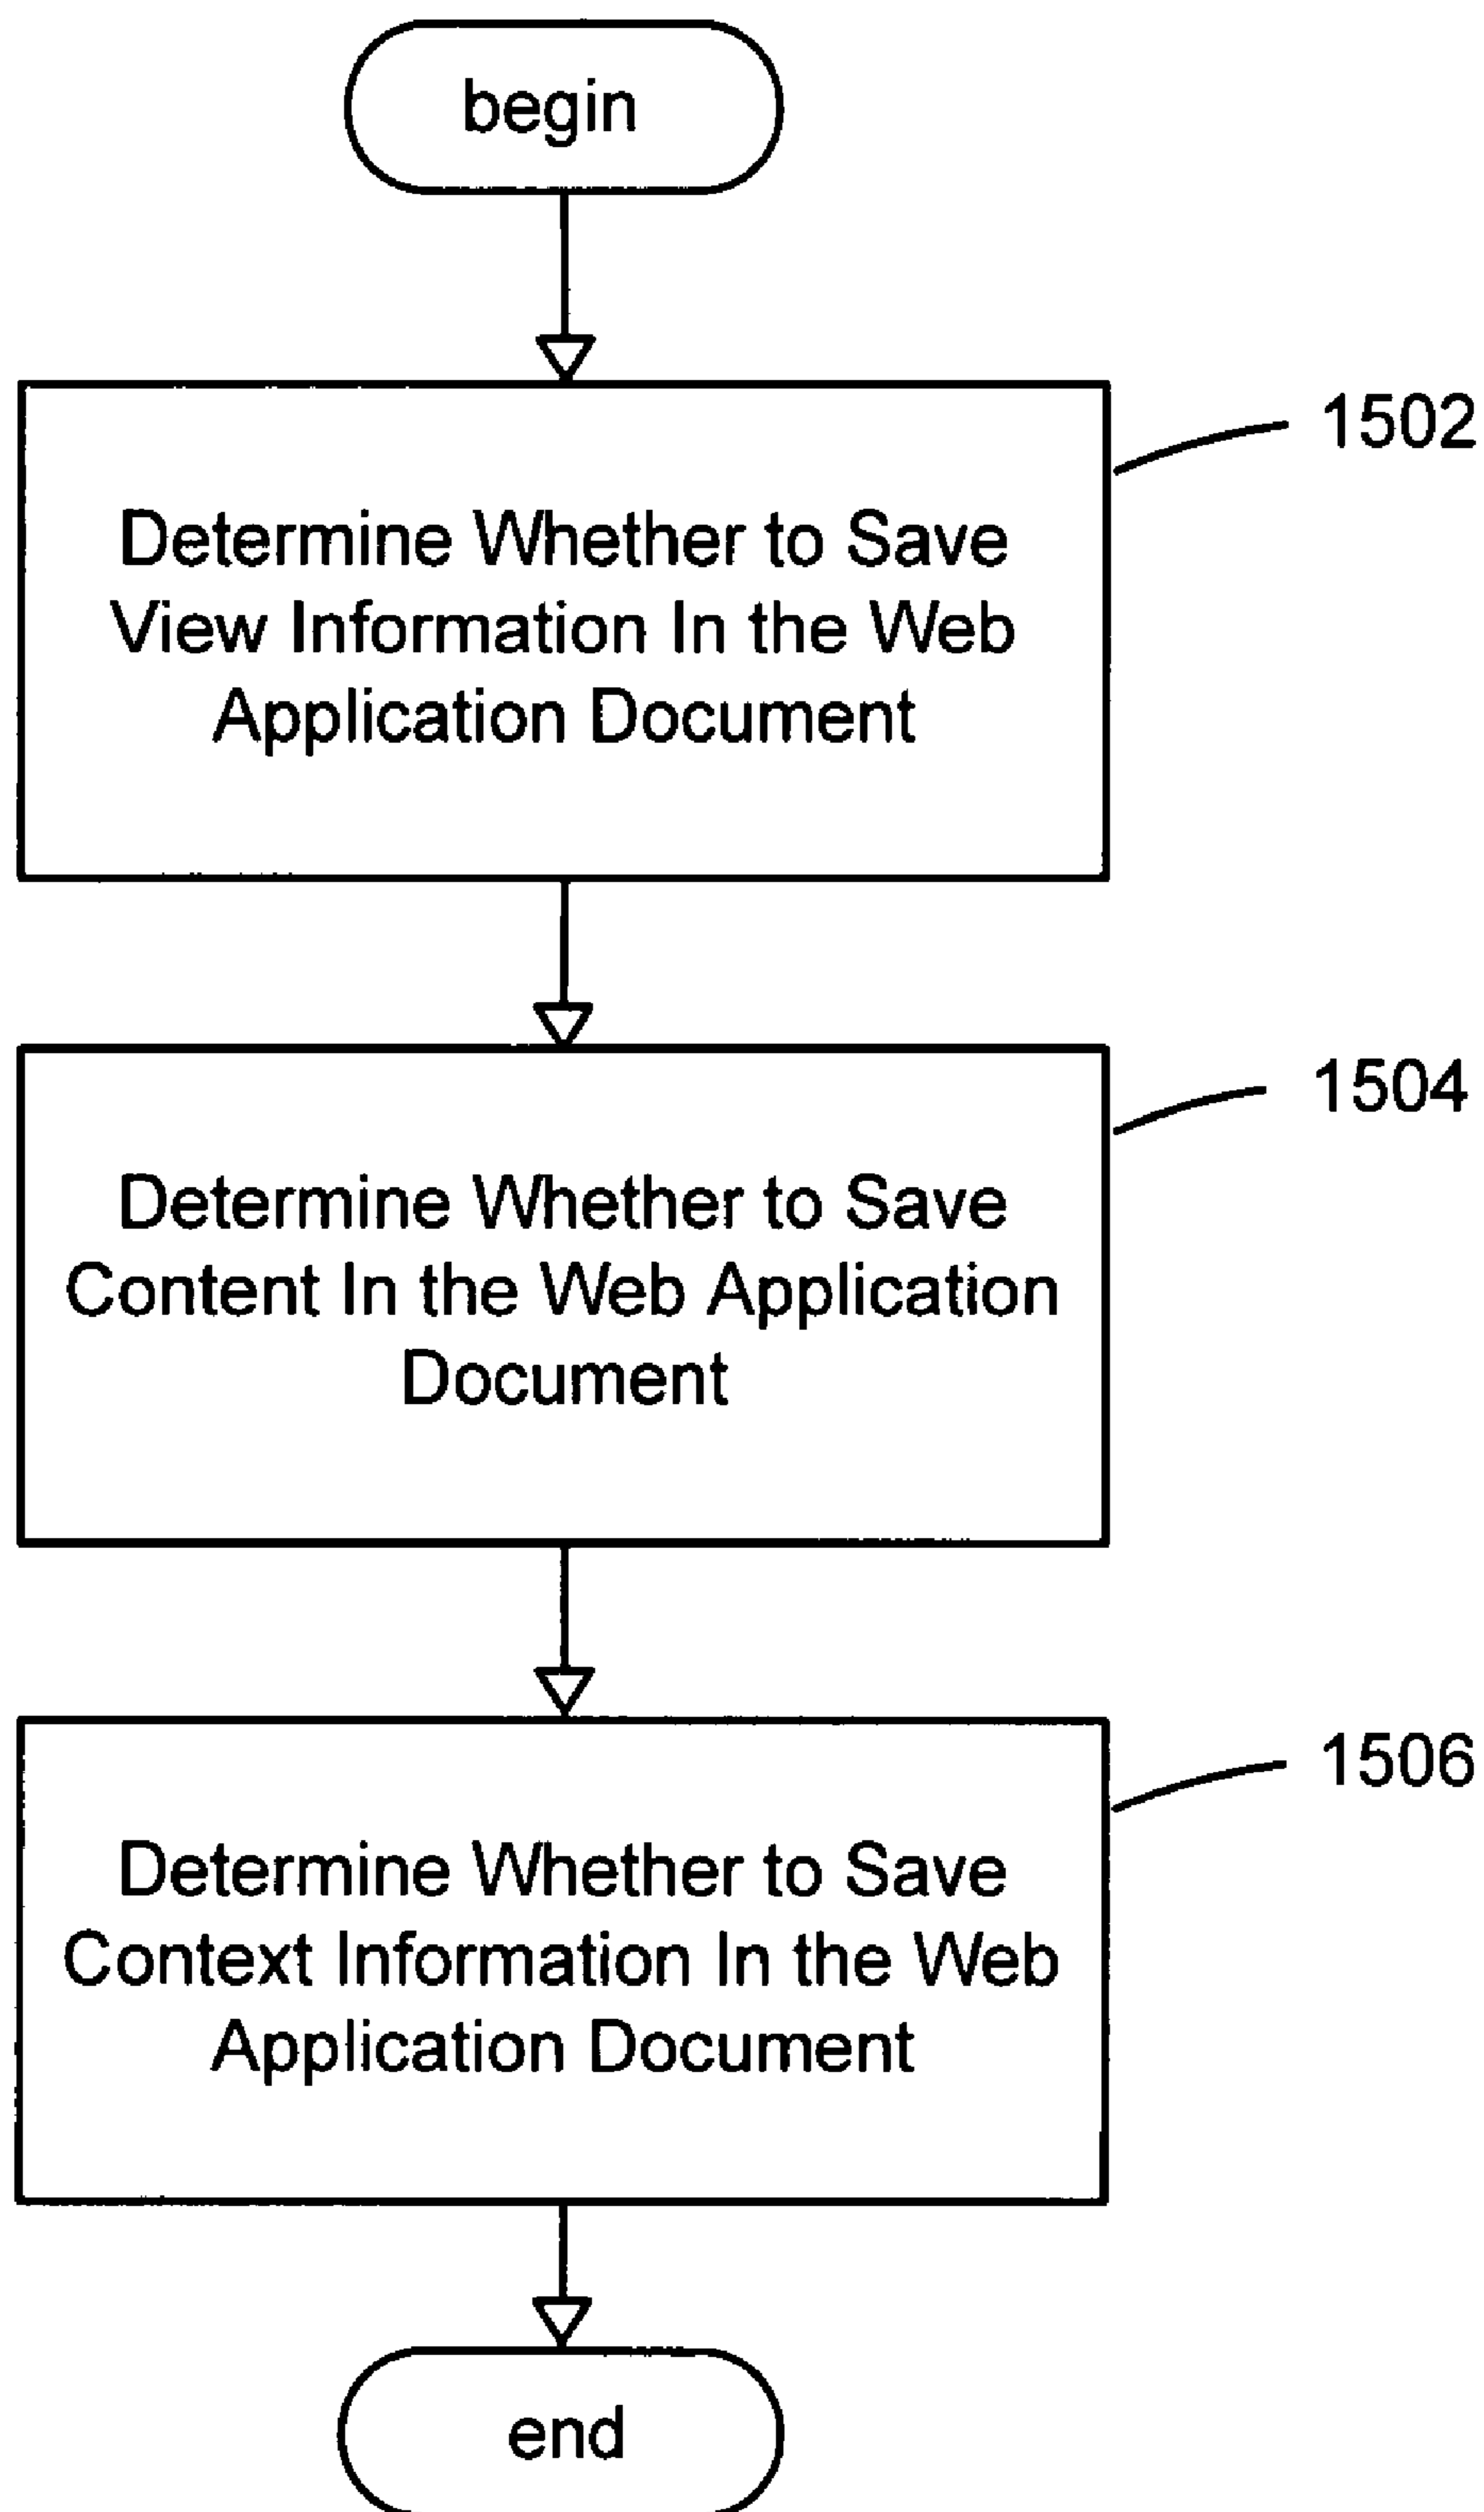 begin
1502
Determine Whether to Save
View Information In the Web
Application Document
1504
Determine Whether to Save
Content In the Web Application
Document
1506
Determine Whether to Save
Context Information In the Web
Application Document
end